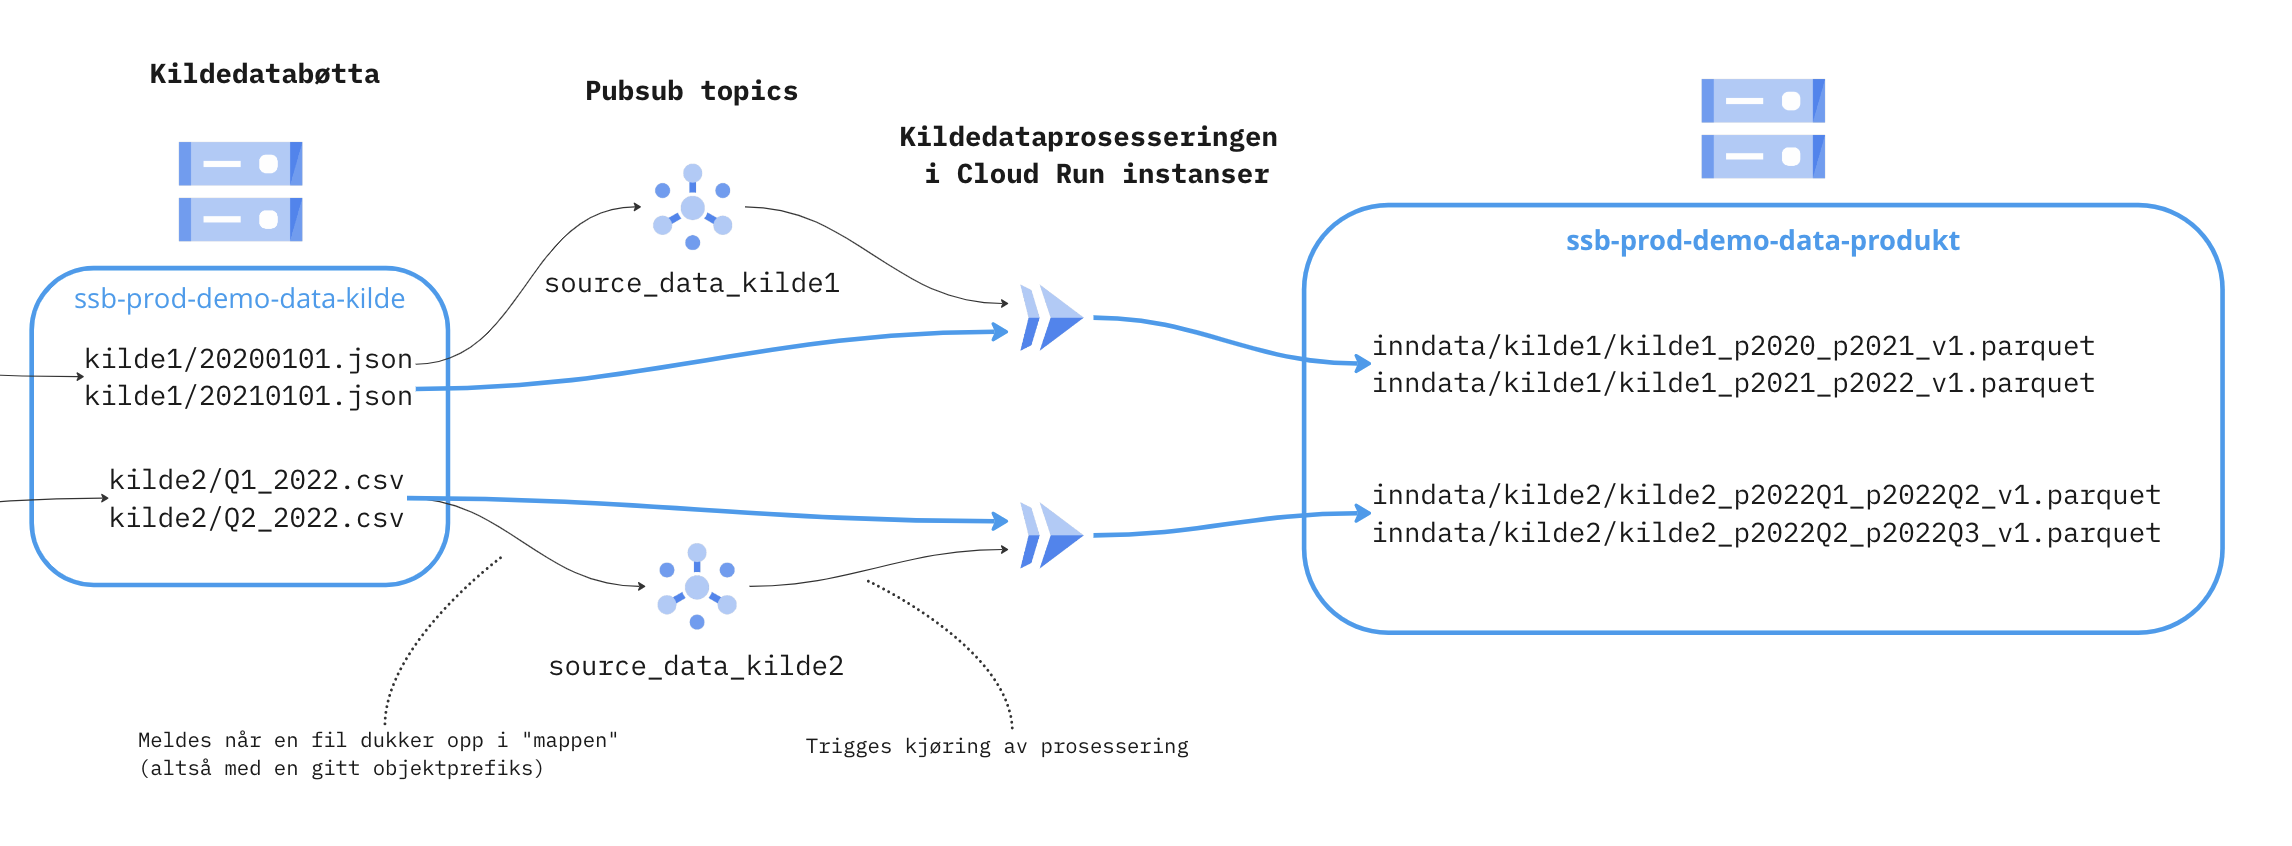 Kildedatabøtta
Pubsub topics
Kildedataprosesseringen
i Cloud Run instanser
ssb-prod-demo-data-kilde
kilde1/20200101.json
kilde1/20210101.json
kilde2/Q1_2022.csv
kilde2/Q2_2022.csv
source_data_kilde1
source_data_kilde2
ssb-prod-demo-data-produkt
inndata/kilde1/kilde1_p2020_p2021_v1.parquet
inndata/kilde1/kilde1_p2021_p2022_v1.parquet
inndata/kilde2/kilde2_p2022Q1_p2022Q2_v1.parquet
inndata/kilde2/kilde2_p2022Q2_p2022Q3_v1.parquet
Meldes når en fil dukker opp i "mappen"
(altså med en gitt objektprefiks)
Trigges kjøring av prosessering